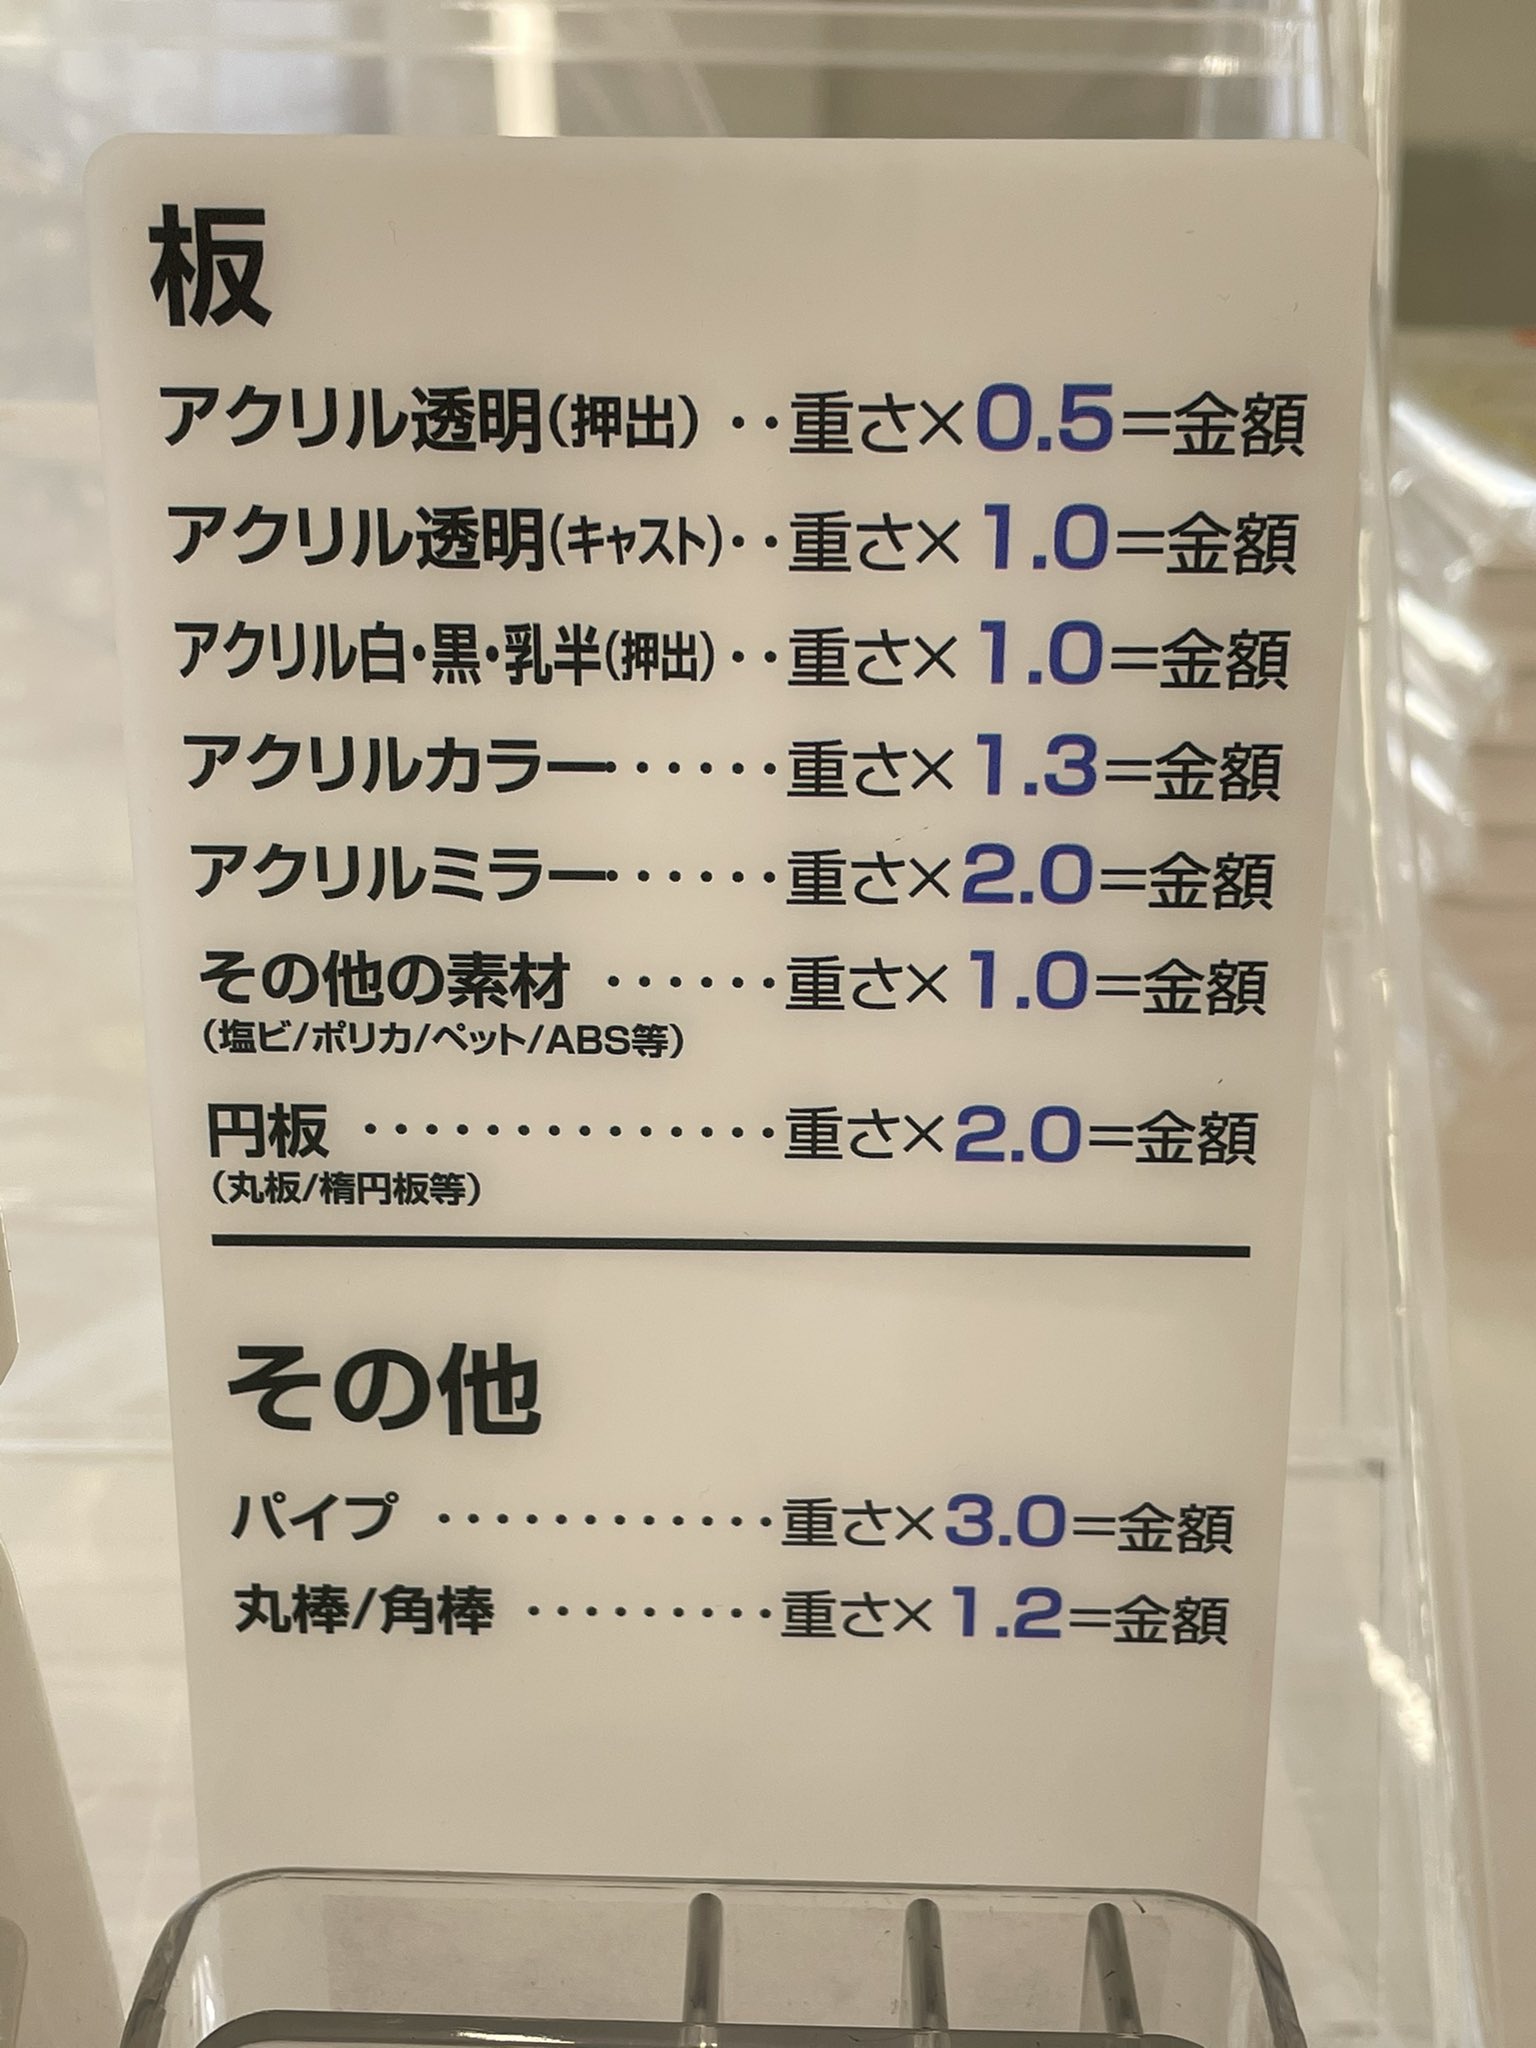 板
アクリル透明(押出)‥重さ×0.5=金額
アクリル透明(キャスト)‥重さ×1.0=金額
アクリル白・黒・乳半(押出)‥重さ×1.0=金額
アクリルカラー‥‥‥重さ×1.3=金額
アクリルミラー‥‥‥重さ×2.0=金額
その他の素材 ‥‥‥重さ×1.0=金額
(塩ビ/ポリカ/ペット/ABS等)
円板 ‥‥‥‥‥‥‥重さ×2.0=金額
(丸板/楕円板等)
その他
パイプ ‥‥‥‥‥‥重さ×3.0=金額
丸棒/角棒 ‥‥‥‥‥重さ×1.2=金額